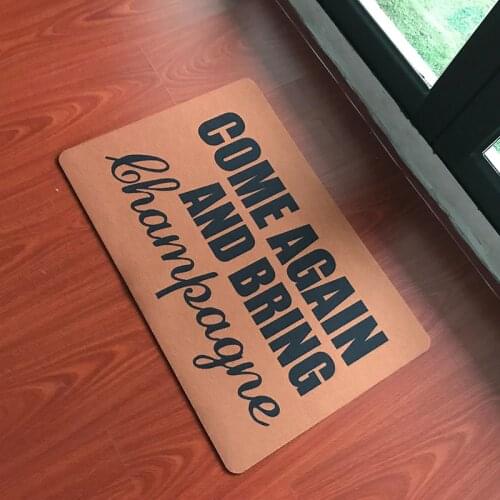 COME AGAIN
AND BRING
Champagne